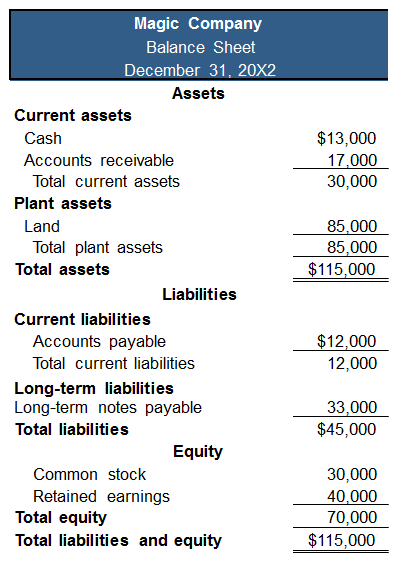 Magic Company
Balance Sheet
December 31, 20X2
Assets
Current assets
Cash $13,000
Accounts receivable 17,000
Total current assets 30,000
Plant assets
Land 85,000
Total plant assets 85,000
Total assets $115,000
Liabilities
Current liabilities
Accounts payable $12,000
Total current liabilities 12,000
Long-term liabilities
Long-term notes payable 33,000
Total liabilities $45,000
Equity
Common stock 30,000
Retained earnings 40,000
Total equity 70,000
Total liabilities and equity $115,000